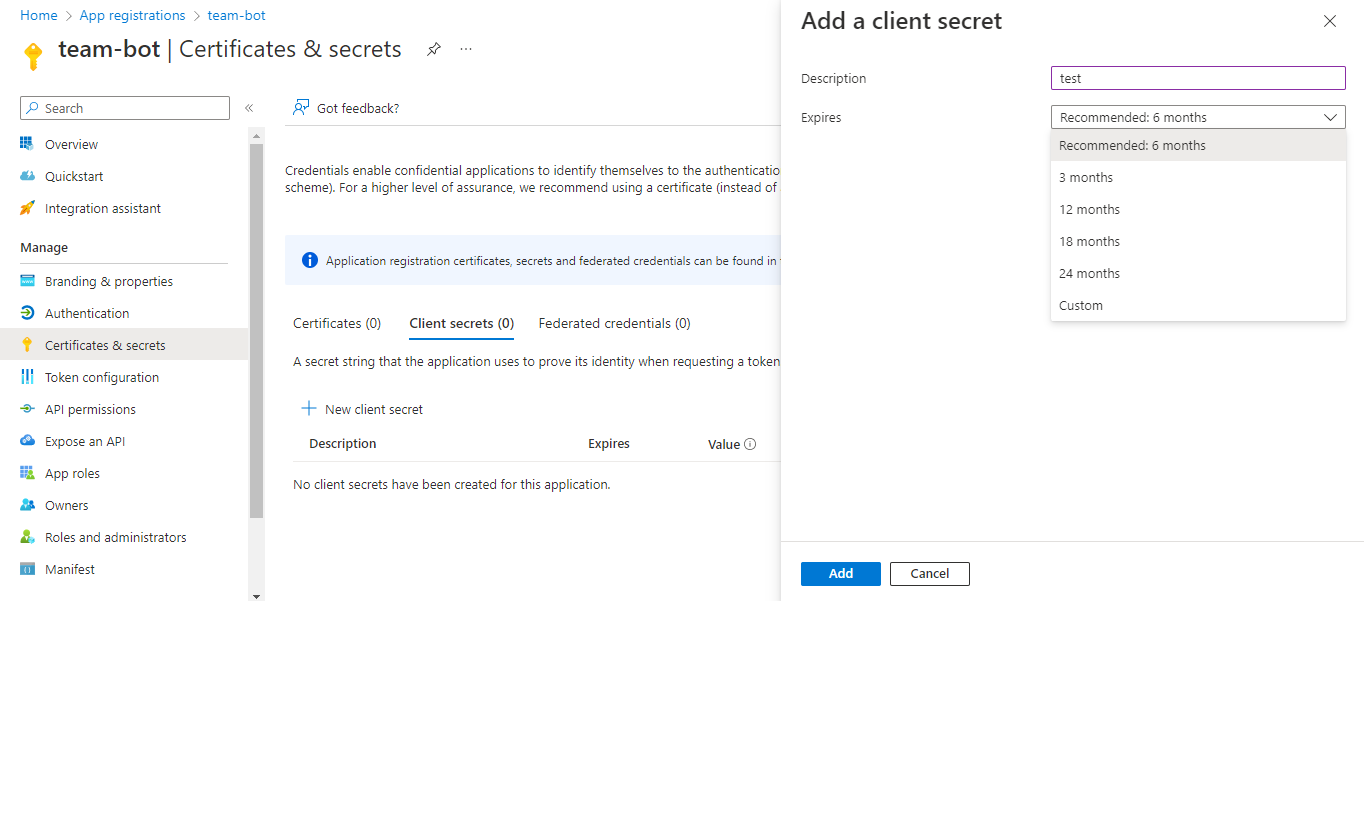 Home > App registrations > team-bot
team-bot | Certificates & secrets
Search
Overview
Quickstart
Integration assistant
Manage
Branding & properties
Authentication
Certificates & secrets
Token configuration
API permissions
Expose an API
App roles
Owners
Roles and administrators
Manifest
Got feedback?
Credentials enable confidential applications to identify themselves to the authentication
scheme). For a higher level of assurance, we recommend using a certificate (instead of
Application registration certificates, secrets and federated credentials can be found in
Certificates (0) Client secrets (0) Federated credentials (0)
A secret string that the application uses to prove its identity when requesting a token
New client secret
Description Expires Value
No client secrets have been created for this application.
Add a client secret
Description test
Expires Recommended: 6 months
Recommended: 6 months
3 months
12 months
18 months
24 months
Custom
Add Cancel